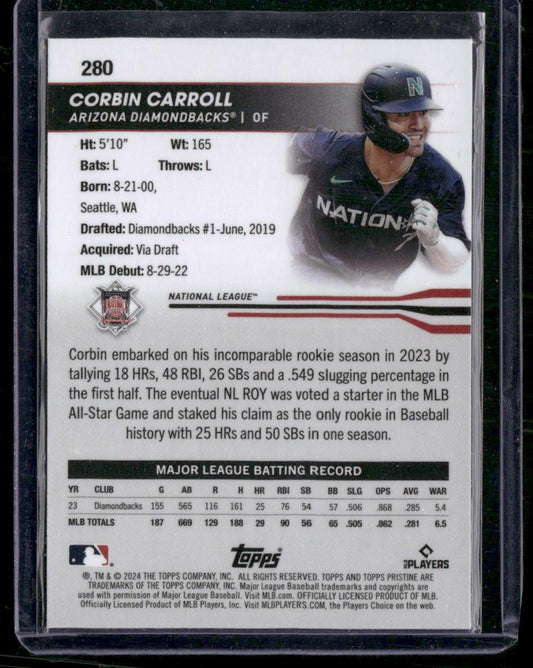 280
CORBIN CARROLL
ARIZONA DIAMONDBACKS® | OF
Ht: 5'10" Wt: 165
Bats: L Throws: L
Born: 8-21-00,
Seattle, WA
Drafted: Diamondbacks #1-June, 2019
Acquired: Via Draft
MLB Debut: 8-29-22
N
NATION
NATIONAL LEAGUE™
Corbin embarked on his incomparable rookie season in 2023 by
tallying 18 HRs, 48 RBI, 26 SBs and a .549 slugging percentage in
the first half. The eventual NL ROY was voted a starter in the MLB
All-Star Game and staked his claim as the only rookie in Baseball
history with 25 HRs and 50 SBs in one season.
MAJOR LEAGUE BATTING RECORD
YR CLUB G AB R H HR RBI SB BB SLG OPS AVG WAR
23 Diamondbacks 155 565 116 161 25 76 54 57 .506 .868 .285 5.4
MLB TOTALS 187 669 129 188 29 90 56 65 .505 .862 .281 6.5
Topps
MLB PLAYERS
®, TM & © 2024 THE TOPPS COMPANY, INC. ALL RIGHTS RESERVED. TOPPS AND TOPPS PRISTINE ARE
TRADEMARKS OF THE TOPPS COMPANY, INC. Major League Baseball trademarks and copyrights are
used with permission of Major League Baseball. Visit MLB.com. OFFICIALLY LICENSED PRODUCT OF MLB.
Officially Licensed Product of MLB Players, Inc. Visit MLBPLAYERS.COM, the Players Choice on the web.